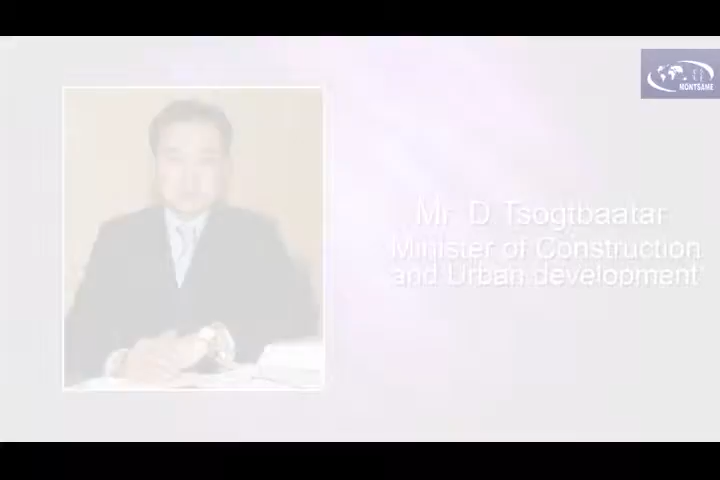 MONTSAME
Mr D Tsogtbaatar
Minister of Construction
and Urban development